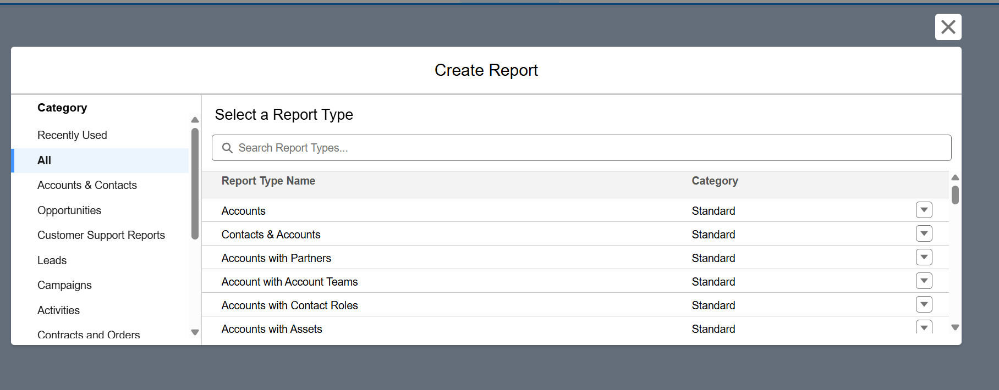 Create Report
Category
Recently Used
All
Accounts & Contacts
Opportunities
Customer Support Reports
Leads
Campaigns
Activities
Contracts and Orders
Select a Report Type
Search Report Types...
Report Type Name Category
Accounts Standard
Contacts & Accounts Standard
Accounts with Partners Standard
Account with Account Teams Standard
Accounts with Contact Roles Standard
Accounts with Assets Standard